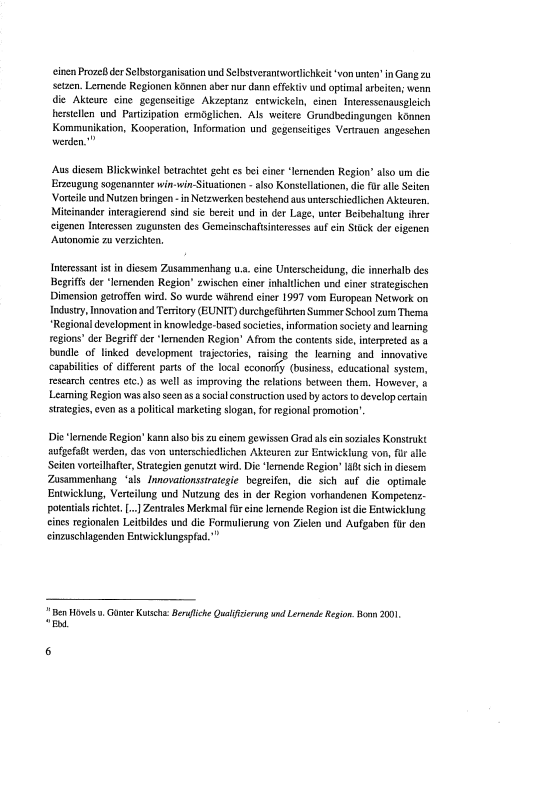 einen Prozeß der Selbstorganisation und Selbstverantwortlichkeit 'von unten' in Gang zu
setzen. Lernende Regionen können aber nur dann effektiv und optimal arbeiten, wenn
die Akteure eine gegenseitige Akzeptanz entwickeln, einen Interessenausgleich
herstellen und Partizipation ermöglichen. Als weitere Grundbedingungen können
Kommunikation, Kooperation, Information und gegenseitiges Vertrauen angesehen
werden.'³⁾
Aus diesem Blickwinkel betrachtet geht es bei einer 'lernenden Region' also um die
Erzeugung sogenannter win-win-Situationen - also Konstellationen, die für alle Seiten
Vorteile und Nutzen bringen - in Netzwerken bestehend aus unterschiedlichen Akteuren.
Miteinander interagierend sind sie bereit und in der Lage, unter Beibehaltung ihrer
eigenen Interessen zugunsten des Gemeinschaftsinteresses auf ein Stück der eigenen
Autonomie zu verzichten.
Interessant ist in diesem Zusammenhang u.a. eine Unterscheidung, die innerhalb des
Begriffs der 'lernenden Region' zwischen einer inhaltlichen und einer strategischen
Dimension getroffen wird. So wurde während einer 1997 vom European Network on
Industry, Innovation and Territory (EUNIT) durchgeführten Summer School zum Thema
'Regional development in knowledge-based societies, information society and learning
regions' der Begriff der 'lernenden Region' Afrom the contents side, interpreted as a
bundle of linked development trajectories, raising the learning and innovative
capabilities of different parts of the local economy (business, educational system,
research centres etc.) as well as improving the relations between them. However, a
Learning Region was also seen as a social construction used by actors to develop certain
strategies, even as a political marketing slogan, for regional promotion'.
Die 'lernende Region' kann also bis zu einem gewissen Grad als ein soziales Konstrukt
aufgefaßt werden, das von unterschiedlichen Akteuren zur Entwicklung von, für alle
Seiten vorteilhafter, Strategien genutzt wird. Die 'lernende Region' läßt sich in diesem
Zusammenhang 'als Innovationsstrategie begreifen, die sich auf die optimale
Entwicklung, Verteilung und Nutzung des in der Region vorhandenen Kompetenz-
potentials richtet. [...] Zentrales Merkmal für eine lernende Region ist die Entwicklung
eines regionalen Leitbildes und die Formulierung von Zielen und Aufgaben für den
einzuschlagenden Entwicklungspfad.'
³⁾ Ben Hövels u. Günter Kutscha: Berufliche Qualifizierung und Lernende Region. Bonn 2001.
⁴⁾ Ebd.
6